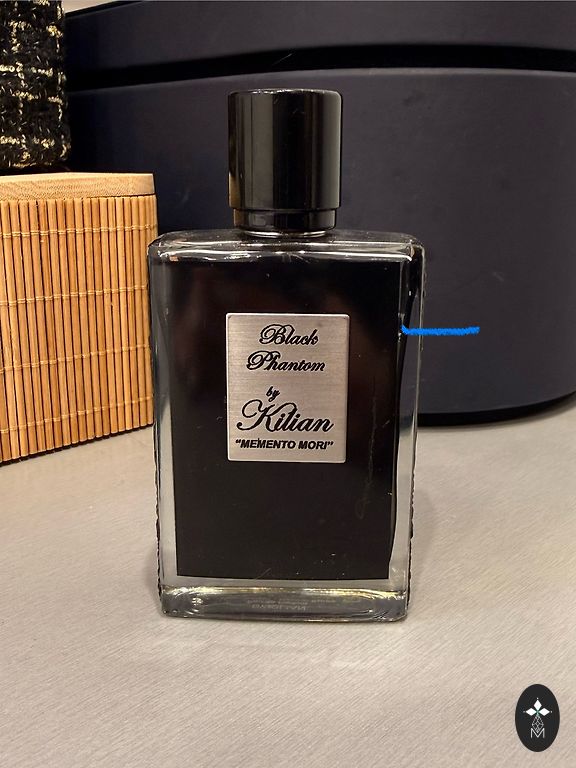 Black
Phantom
by
Kilian
“MEMENTO MORI”
M